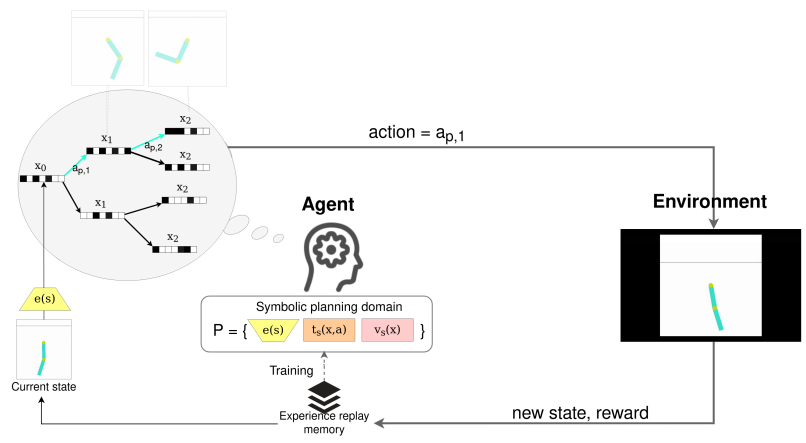 x2
x1
ap,2
x0
x2
ap,1
x2
x1
x2
action = ap,1
Agent
Environment
e(s)
Symbolic planning domain
P = { e(s) ts(x,a) vs(x) }
Training
Current state
Experience replay
memory
new state, reward